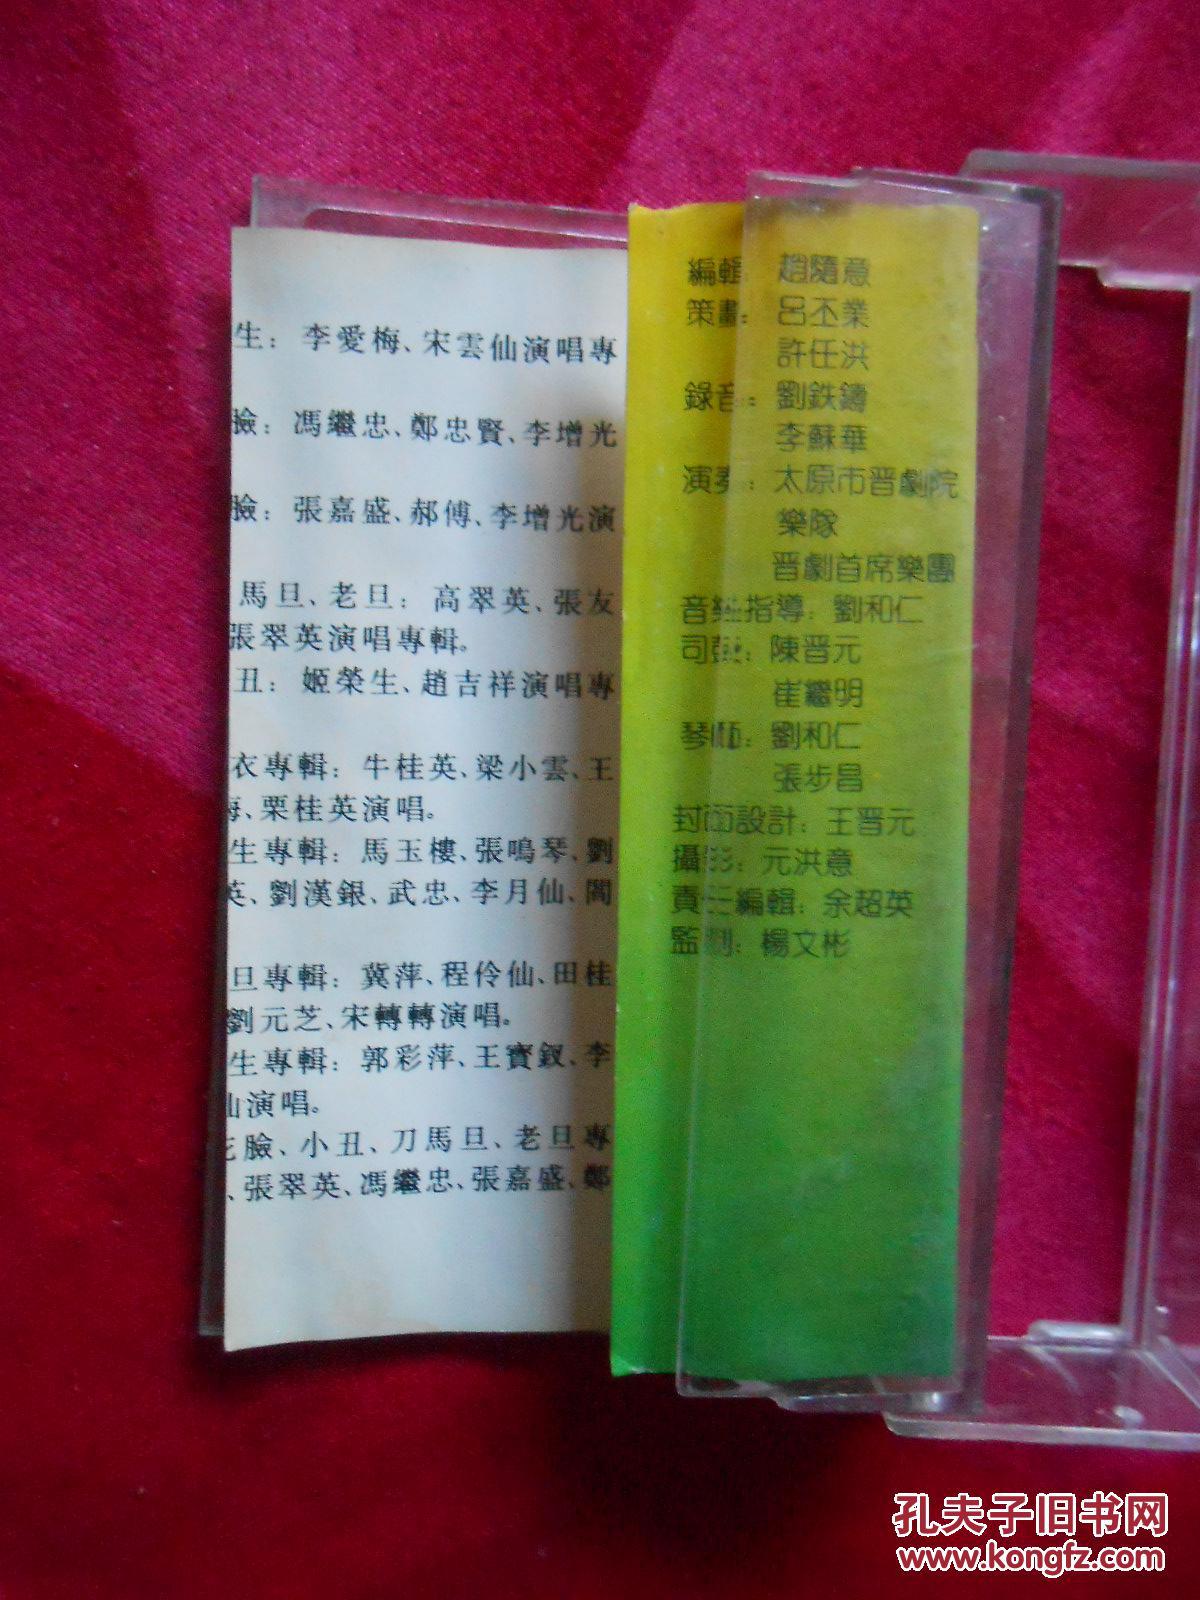 生：李愛梅、宋雲仙演唱專
臉：馮繼忠、鄭忠賢、李增光
臉：張嘉盛、郝傅、李增光演
馬旦、老旦：高翠英、張友
張翠英演唱專輯。
丑：姬榮生、趙吉祥演唱專
衣專輯：牛桂英、梁小雲、王
、栗桂英演唱。
生專輯：馬玉樓、張鳴琴、劉
英、劉漢銀、武忠、李月仙、閻
旦專輯：冀萍、程伶仙、田桂
劉元芝、宋轉轉演唱。
生專輯：郭彩萍、王寶釵、李
仙演唱。
花臉、小丑、刀馬旦、老旦專
、張翠英、馮繼忠、張嘉盛、鄭
編輯：趙隨意
策畫：呂丕業
許任洪
錄音：劉鉄鑄
李蘇華
演奏：太原市晋劇院
樂隊
晋劇首席樂團
音樂指導：劉和仁
司鼓：陳晋元
崔繼明
琴師：劉和仁
張步昌
封面設計：王晋元
攝影：元洪意
責任編輯：余超英
監制：楊文彬
孔夫子旧书网
www.kongfz.com